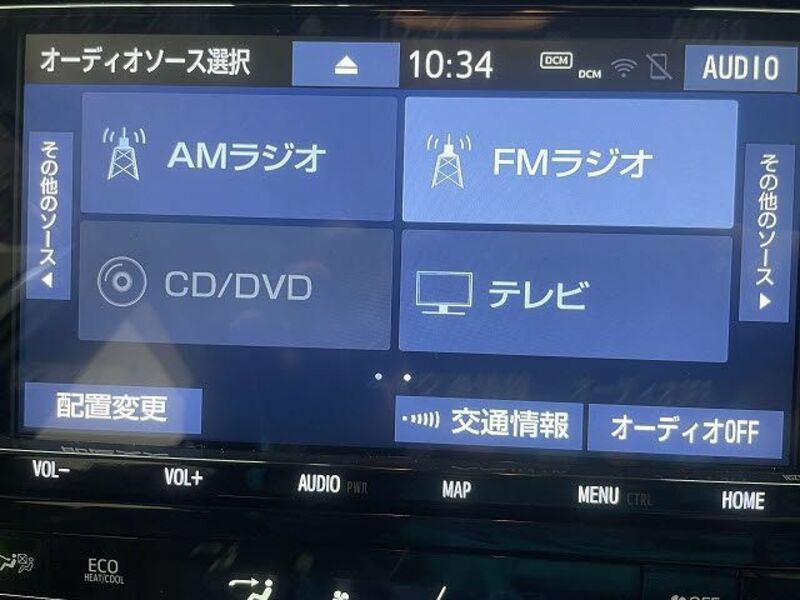 オーディオソース選択
10:34
DCM
DCM
AUDIO
その他のソース
AMラジオ
FMラジオ
その他のソース
CD/DVD
テレビ
配置変更
交通情報
オーディオOFF
VOL-
VOL+
AUDIO PWR
MAP
MENU CTRL
HOME
ECO
HEAT/COOL
OFF